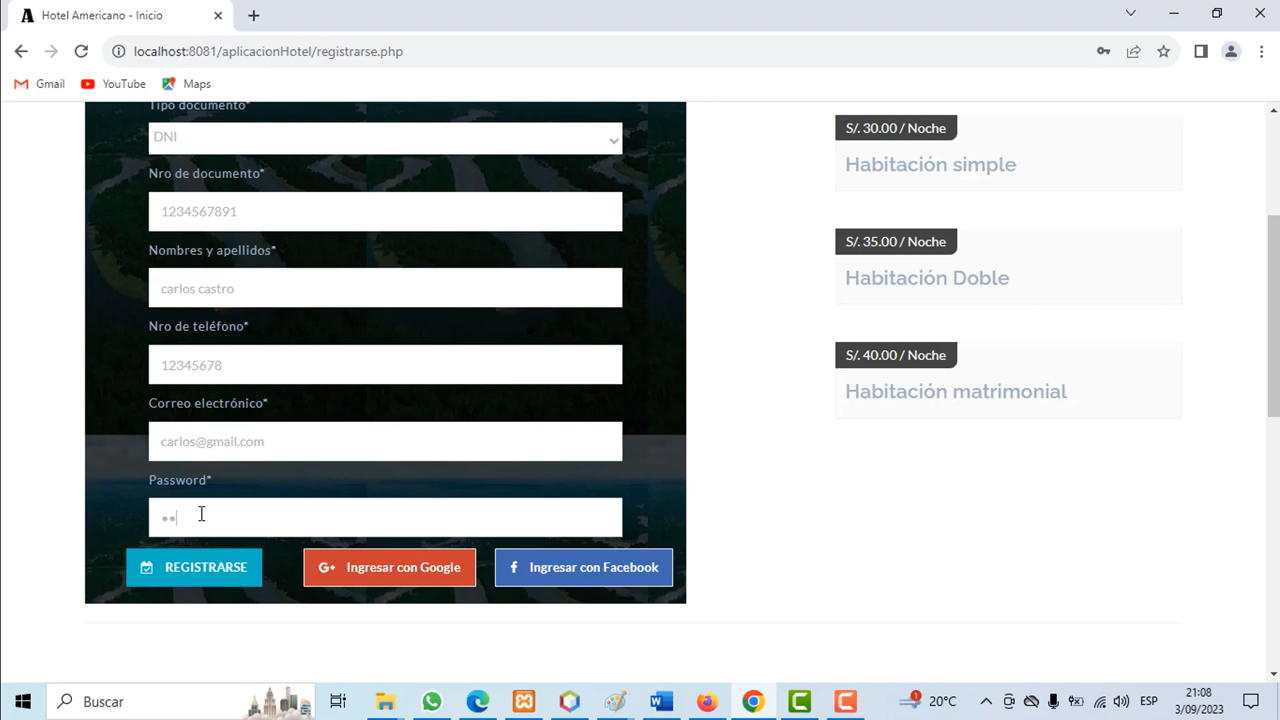 Hotel Americano - Inicio
localhost:8081/aplicacionHotel/registrarse.php
Gmail YouTube Maps
Tipo documento*
DNI
Nro de documento*
1234567891
Nombres y apellidos*
carlos castro
Nro de teléfono*
12345678
Correo electrónico*
carlos@gmail.com
Password*
••
REGISTRARSE Ingresar con Google Ingresar con Facebook
S/. 30.00 / Noche
Habitación simple
S/. 35.00 / Noche
Habitación Doble
S/. 40.00 / Noche
Habitación matrimonial
Buscar
1
20°C
ESP
21:08
3/09/2023